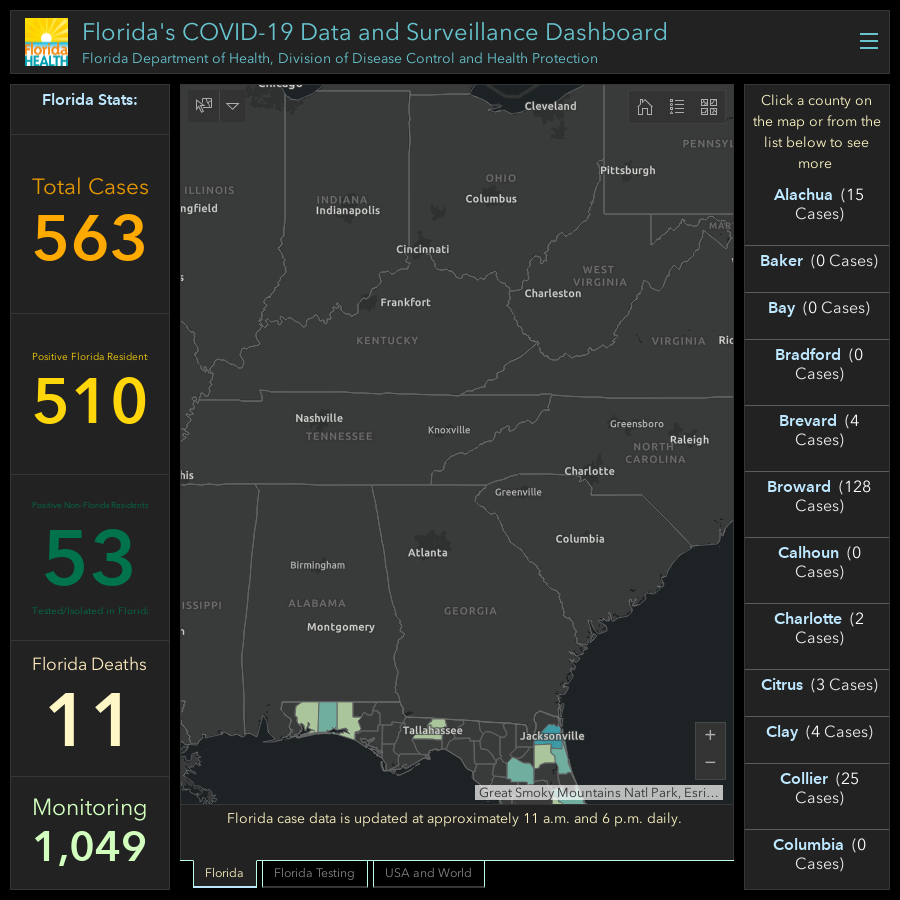 Florida HEALTH
Florida's COVID-19 Data and Surveillance Dashboard
Florida Department of Health, Division of Disease Control and Health Protection
Florida Stats:
Total Cases
563
Positive Florida Resident
510
Positive Non-Florida Residents
53
Tested/Isolated in Florid
Florida Deaths
11
Monitoring
1,049
Chicago
Cleveland
PENNSYL
Pittsburgh
OHIO
ILLINOIS
INDIANA
Columbus
ngfield
Indianapolis
MAR
Cincinnati
WEST
VIRGINIA
s
Charleston
Frankfort
KENTUCKY
VIRGINIA
Ric
Nashville
Greensboro
TENNESSEE
Knoxville
Raleigh
NORTH
CAROLINA
his
Charlotte
Greenville
Columbia
Atlanta
Birmingham
ISSIPPI
ALABAMA
GEORGIA
n
Montgomery
Tallahassee
Jacksonville
+
−
Great Smoky Mountains Natl Park, Esri…
Florida case data is updated at approximately 11 a.m. and 6 p.m. daily.
Florida
Florida Testing
USA and World
Click a county on
the map or from the
list below to see
more
Alachua (15
Cases)
Baker (0 Cases)
Bay (0 Cases)
Bradford (0
Cases)
Brevard (4
Cases)
Broward (128
Cases)
Calhoun (0
Cases)
Charlotte (2
Cases)
Citrus (3 Cases)
Clay (4 Cases)
Collier (25
Cases)
Columbia (0
Cases)